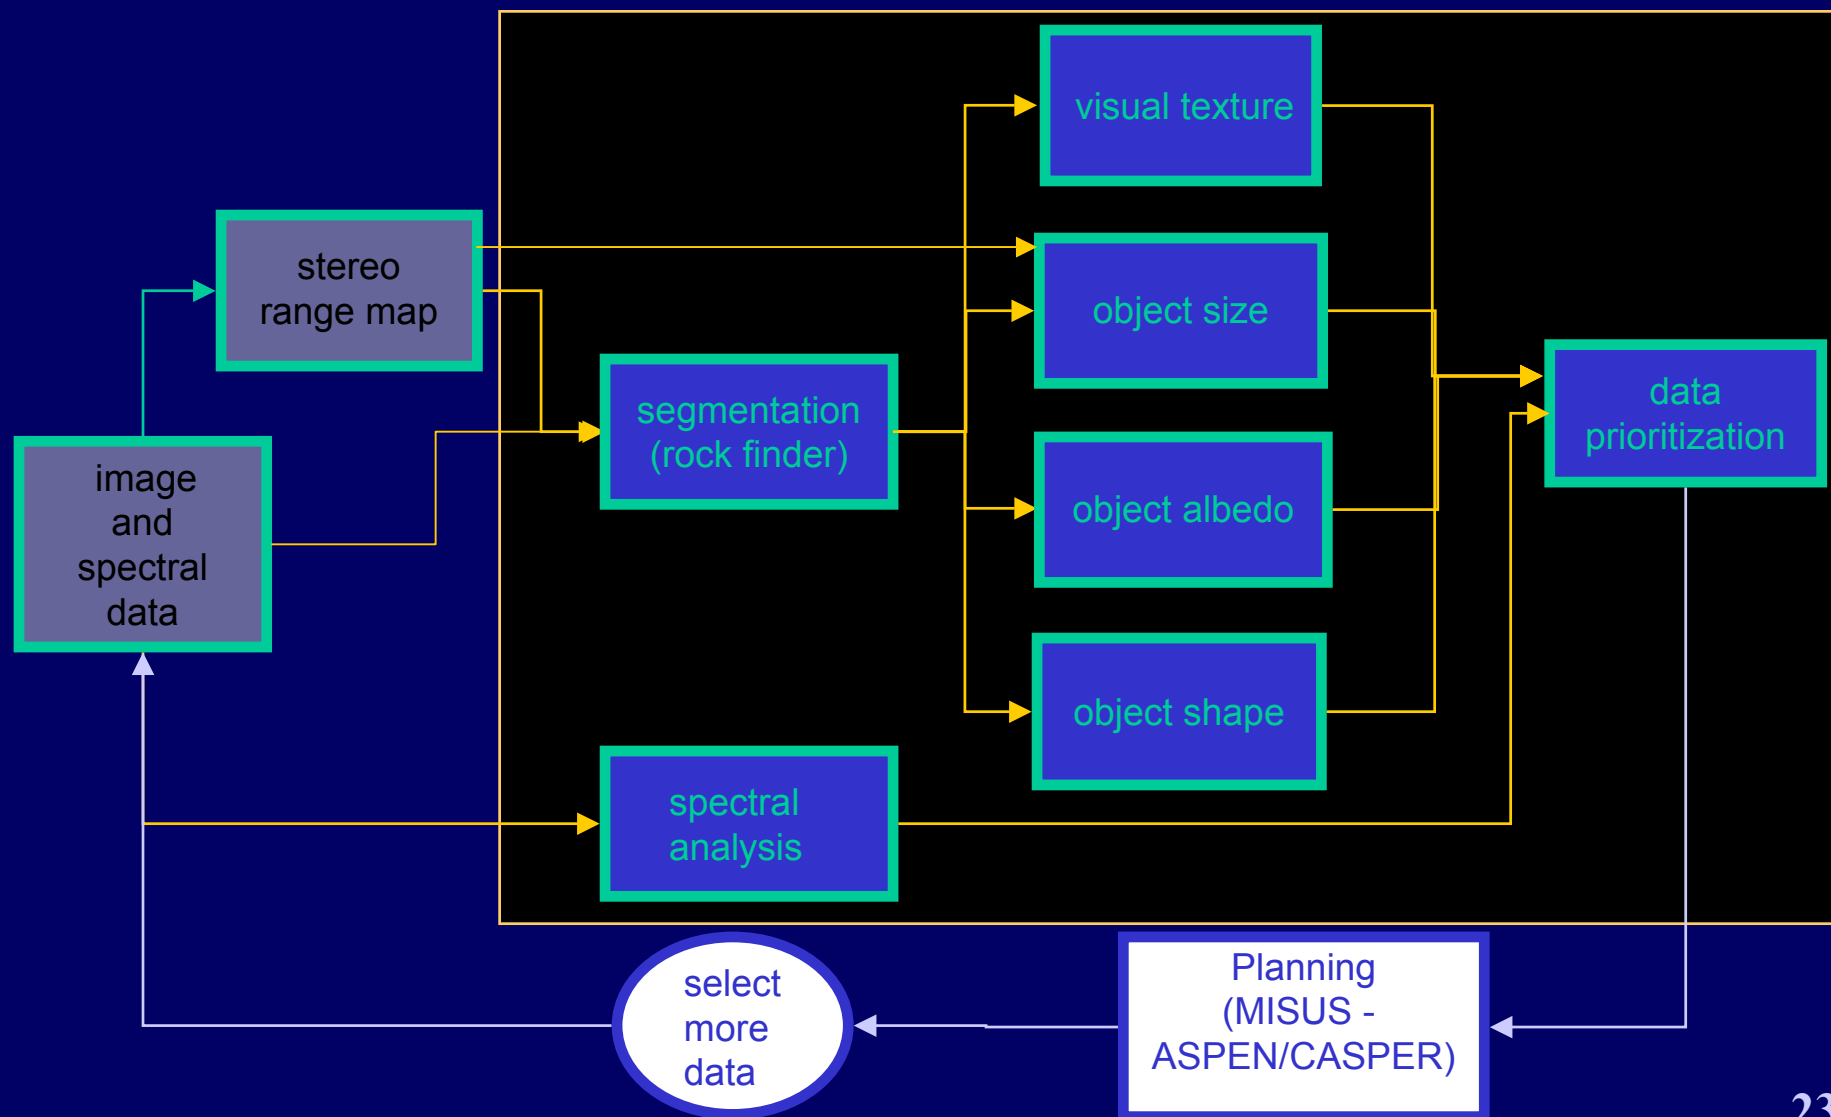 visual texture
stereo
range map
object size
segmentation
(rock finder)
data
prioritization
image
and
spectral
data
object albedo
object shape
spectral
analysis
select
more
data
Planning
(MISUS -
ASPEN/CASPER)
23